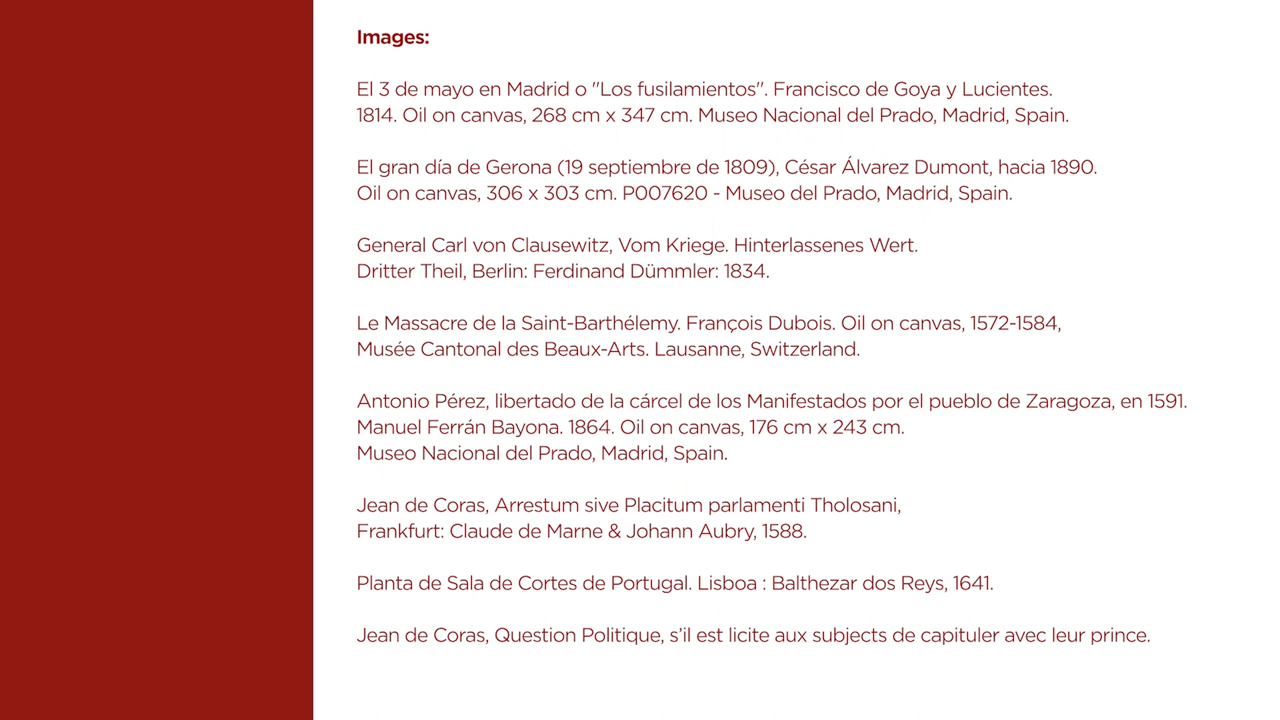 Images:
El 3 de mayo en Madrid o "Los fusilamientos". Francisco de Goya y Lucientes.
1814. Oil on canvas, 268 cm x 347 cm. Museo Nacional del Prado, Madrid, Spain.
El gran día de Gerona (19 septiembre de 1809), César Álvarez Dumont, hacia 1890.
Oil on canvas, 306 x 303 cm. P007620 - Museo del Prado, Madrid, Spain.
General Carl von Clausewitz, Vom Kriege. Hinterlassenes Wert.
Dritter Theil, Berlin: Ferdinand Dümmler: 1834.
Le Massacre de la Saint-Barthélemy. François Dubois. Oil on canvas, 1572-1584,
Musée Cantonal des Beaux-Arts. Lausanne, Switzerland.
Antonio Pérez, libertado de la cárcel de los Manifestados por el pueblo de Zaragoza, en 1591.
Manuel Ferrán Bayona. 1864. Oil on canvas, 176 cm x 243 cm.
Museo Nacional del Prado, Madrid, Spain.
Jean de Coras, Arrestum sive Placitum parlamenti Tholosani,
Frankfurt: Claude de Marne & Johann Aubry, 1588.
Planta de Sala de Cortes de Portugal. Lisboa : Balthezar dos Reys, 1641.
Jean de Coras, Question Politique, s’il est licite aux subjects de capituler avec leur prince.